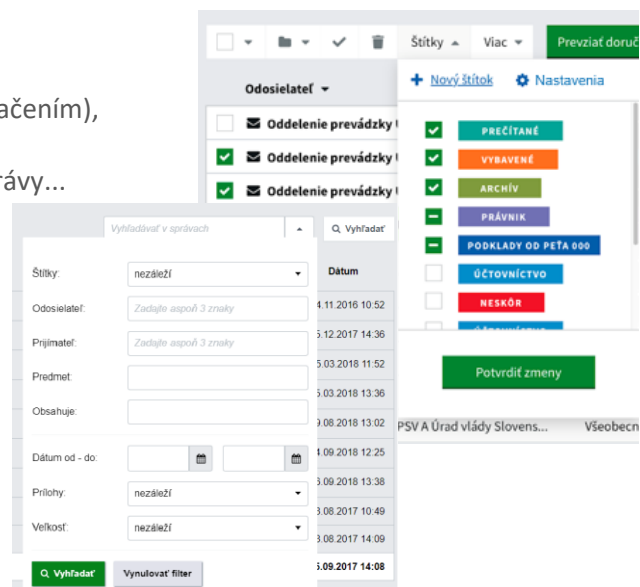 Štítky
Viac
Prevziať doruč
Nový štítok
Nastavenia
Odosielateľ
ačením),
rávy...
Oddelenie prevádzky
Oddelenie prevádzky
Oddelenie prevádzky
PREČÍTANÉ
VYBAVENÉ
ARCHÍV
PRÁVNIK
PODKLADY OD PEŤA 000
ÚČTOVNÍCTVO
NESKÔR
Potvrdiť zmeny
PSV A Úrad vlády Slovens...
Všeobecn
Vyhľadávať v správach
Vyhľadať
Dátum
Štítky:
nezáleží
4.11.2016 10:52
Odosielateľ:
Zadajte aspoň 3 znaky
5.12.2017 14:36
Prijímateľ:
Zadajte aspoň 3 znaky
5.03.2018 11:52
Predmet:
5.03.2018 13:36
Obsahuje:
9.08.2018 13:02
Dátum od - do:
4.09.2018 12:25
6.09.2018 13:38
Prílohy:
nezáleží
3.08.2017 10:49
Veľkosť:
nezáleží
3.08.2017 14:09
5.09.2017 14:08
Vyhľadať
Vynulovať filter